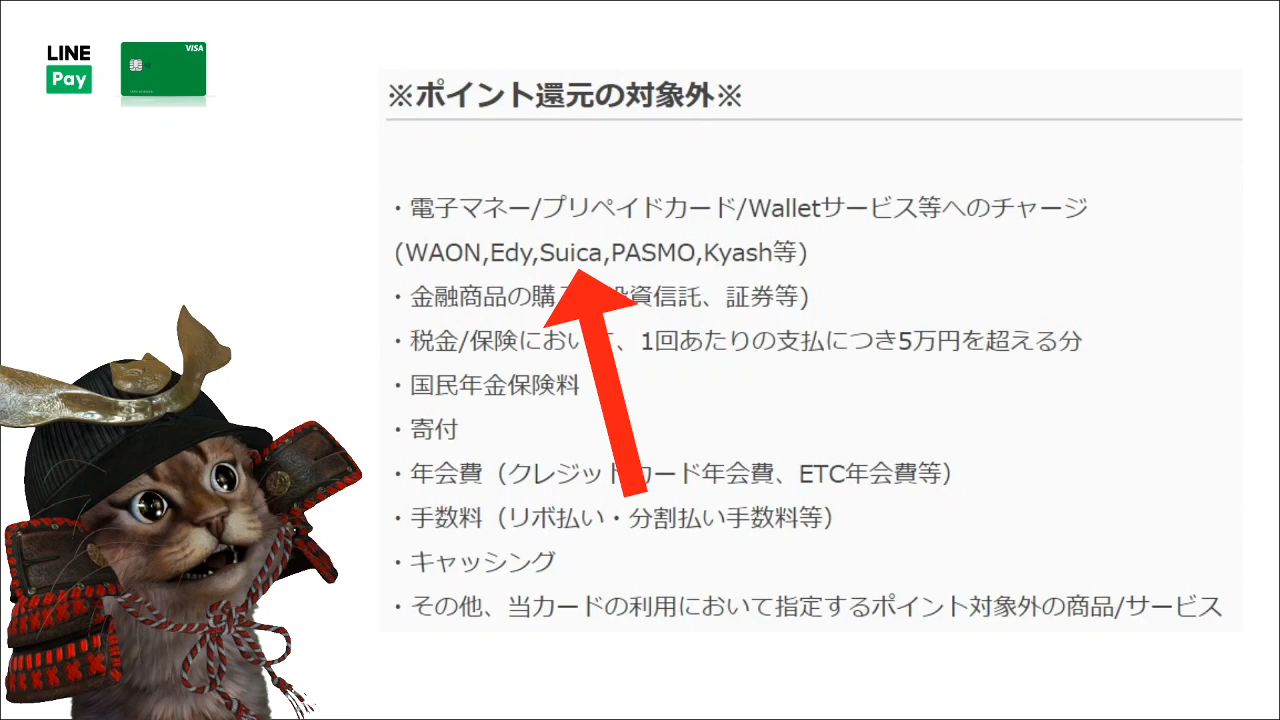 LINE
Pay
VISA
※ポイント還元の対象外※
・電子マネー/プリペイドカード/Walletサービス等へのチャージ
(WAON,Edy,Suica,PASMO,Kyash等)
・金融商品の購 資信託、証券等)
・税金/保険において、1回あたりの支払につき5万円を超える分
・国民年金保険料
・寄付
・年会費（クレジットカード年会費、ETC年会費等）
・手数料（リボ払い・分割払い手数料等）
・キャッシング
・その他、当カードの利用において指定するポイント対象外の商品/サービス